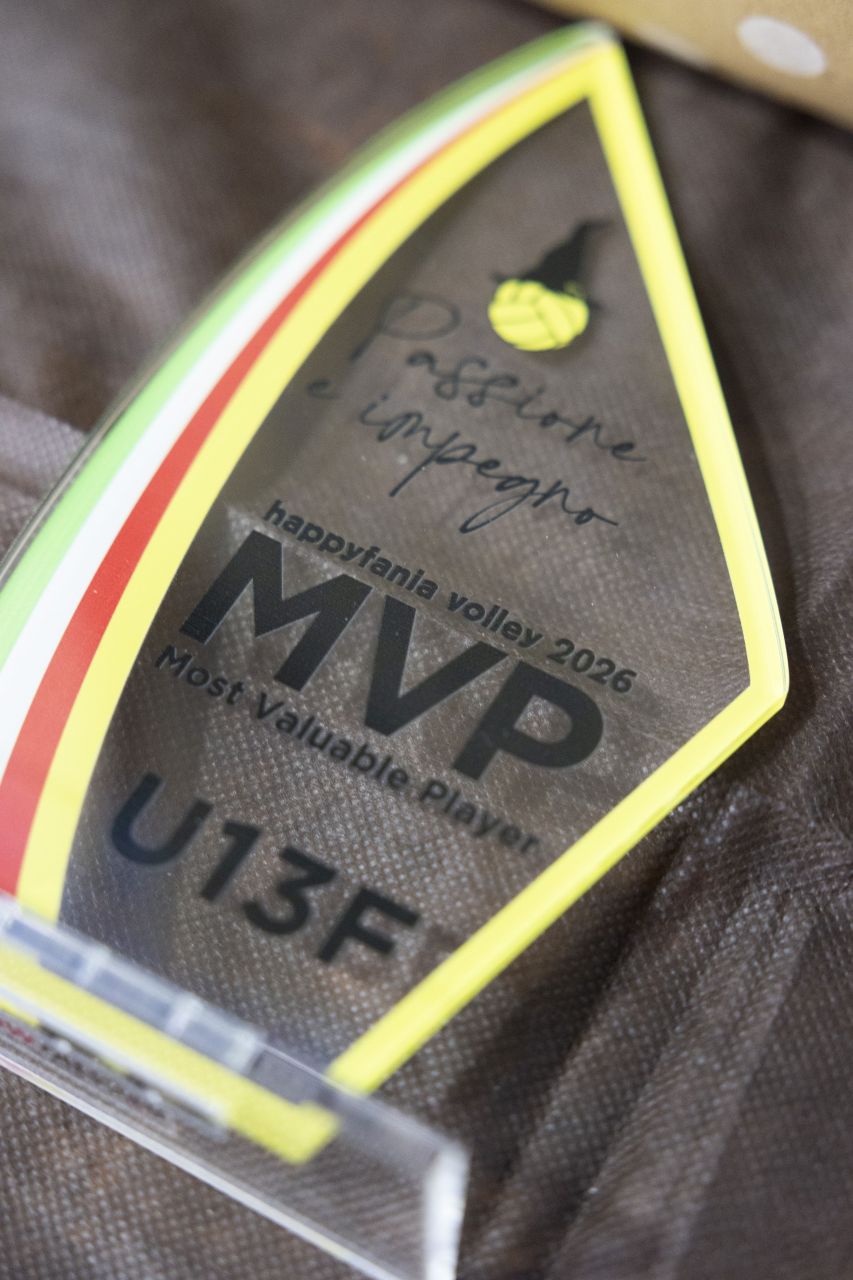 Passione
e impegno
happyfania volley 2026
MVP
Most Valuable Player
U13F